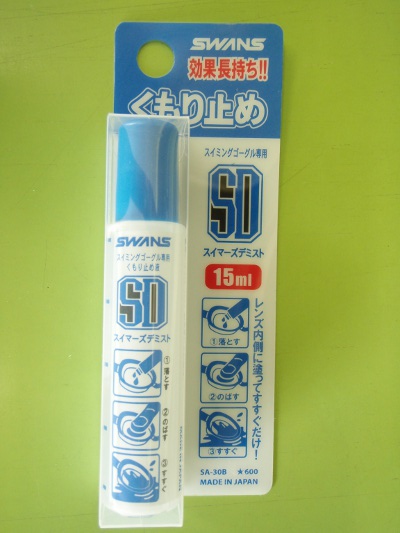 SWANS
効果長持ち!!
くもり止め
スイミングゴーグル専用
SD
スイマーズデミスト
15ml
レンズ内側に塗ってすすぐだけ!
①落とす
②のばす
③すすぐ
SA-30B ★600
MADE IN JAPAN
SWANS
スイミングゴーグル専用
くもり止め液
SD
スイマーズデミスト
①落とす
②のばす
③すすぐ